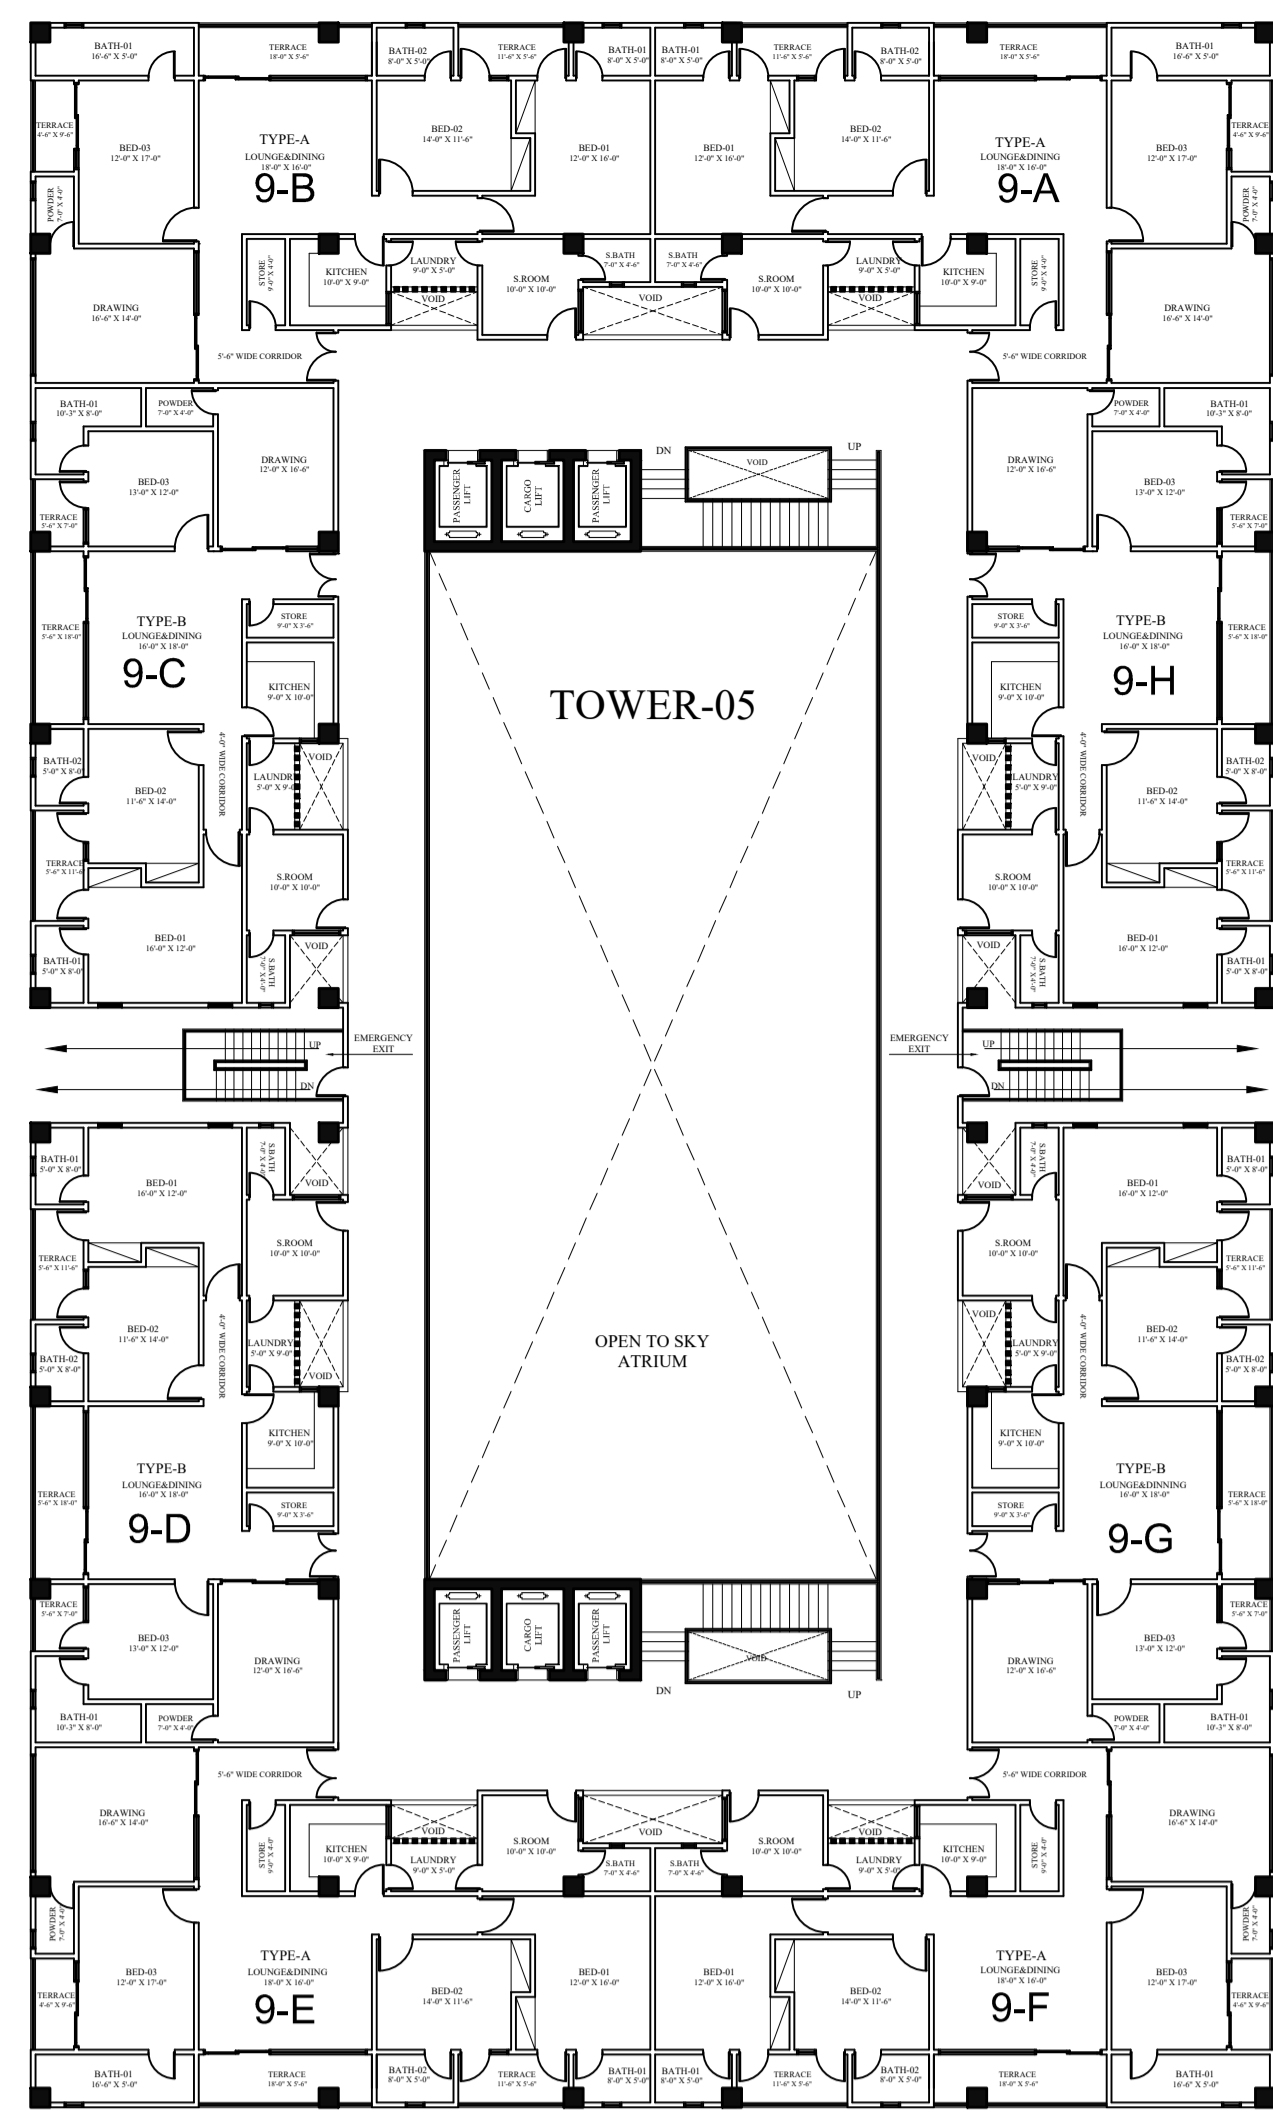 BATH-01
16'-6" X 5'-0"
TERRACE
18'-0" X 5'-6"
BATH-02
8'-0" X 5'-0"
TERRACE
11'-6" X 5'-6"
BATH-01
8'-0" X 5'-0"
BATH-01
8'-0" X 5'-0"
TERRACE
11'-6" X 5'-6"
BATH-02
8'-0" X 5'-0"
TERRACE
18'-0" X 5'-6"
BATH-01
16'-6" X 5'-0"
TERRACE
4'-6" X 9'-6"
BED-03
12'-0" X 17'-0"
TYPE-A
LOUNGE&DINING
18'-0" X 16'-0"
9-B
BED-02
14'-0" X 11'-6"
BED-01
12'-0" X 16'-0"
BED-01
12'-0" X 16'-0"
BED-02
14'-0" X 11'-6"
TYPE-A
LOUNGE&DINING
18'-0" X 16'-0"
9-A
BED-03
12'-0" X 17'-0"
TERRACE
4'-6" X 9'-6"
POWDER
7'-0" X 4'-0"
POWDER
7'-0" X 4'-0"
STORE
9'-0" X 4'-0"
KITCHEN
10'-0" X 9'-0"
LAUNDRY
9'-0" X 5'-0"
VOID
S.ROOM
10'-0" X 10'-0"
S.BATH
7'-0" X 4'-6"
S.BATH
7'-0" X 4'-6"
VOID
S.ROOM
10'-0" X 10'-0"
LAUNDRY
9'-0" X 5'-0"
VOID
KITCHEN
10'-0" X 9'-0"
STORE
9'-0" X 4'-0"
DRAWING
16'-6" X 14'-0"
DRAWING
16'-6" X 14'-0"
5'-6" WIDE CORRIDOR
5'-6" WIDE CORRIDOR
BATH-01
10'-3" X 8'-0"
POWDER
7'-0" X 4'-0"
DRAWING
12'-0" X 16'-6"
DRAWING
12'-0" X 16'-6"
POWDER
7'-0" X 4'-0"
BATH-01
10'-3" X 8'-0"
BED-03
13'-0" X 12'-0"
TERRACE
5'-6" X 7'-0"
PASSENGER
LIFT
CARGO
LIFT
PASSENGER
LIFT
DN
VOID
UP
BED-03
13'-0" X 12'-0"
TERRACE
5'-6" X 7'-0"
TERRACE
5'-6" X 18'-0"
TYPE-B
LOUNGE&DINING
16'-0" X 18'-0"
9-C
STORE
9'-0" X 3'-6"
KITCHEN
9'-0" X 10'-0"
TOWER-05
STORE
9'-0" X 3'-6"
KITCHEN
9'-0" X 10'-0"
TYPE-B
LOUNGE&DINING
16'-0" X 18'-0"
9-H
TERRACE
5'-6" X 18'-0"
BATH-02
5'-0" X 8'-0"
BED-02
11'-6" X 14'-0"
4'-0" WIDE CORRIDOR
LAUNDRY
5'-0" X 9'-0"
VOID
VOID
LAUNDRY
5'-0" X 9'-0"
4'-0" WIDE CORRIDOR
BED-02
11'-6" X 14'-0"
BATH-02
5'-0" X 8'-0"
TERRACE
5'-6" X 11'-6"
S.ROOM
10'-0" X 10'-0"
S.ROOM
10'-0" X 10'-0"
TERRACE
5'-6" X 11'-6"
BATH-01
5'-0" X 8'-0"
BED-01
16'-0" X 12'-0"
S.BATH
7'-0" X 4'-0"
VOID
VOID
S.BATH
7'-0" X 4'-0"
BED-01
16'-0" X 12'-0"
BATH-01
5'-0" X 8'-0"
UP
DN
EMERGENCY
EXIT
EMERGENCY
EXIT
UP
DN
BATH-01
5'-0" X 8'-0"
BED-01
16'-0" X 12'-0"
S.BATH
7'-0" X 4'-0"
VOID
VOID
S.BATH
7'-0" X 4'-0"
BED-01
16'-0" X 12'-0"
BATH-01
5'-0" X 8'-0"
TERRACE
5'-6" X 11'-6"
S.ROOM
10'-0" X 10'-0"
S.ROOM
10'-0" X 10'-0"
TERRACE
5'-6" X 11'-6"
BATH-02
5'-0" X 8'-0"
BED-02
11'-6" X 14'-0"
4'-0" WIDE CORRIDOR
LAUNDRY
5'-0" X 9'-0"
VOID
OPEN TO SKY
ATRIUM
VOID
LAUNDRY
5'-0" X 9'-0"
4'-0" WIDE CORRIDOR
BED-02
11'-6" X 14'-0"
BATH-02
5'-0" X 8'-0"
TERRACE
5'-6" X 18'-0"
TYPE-B
LOUNGE&DINING
16'-0" X 18'-0"
9-D
KITCHEN
9'-0" X 10'-0"
STORE
9'-0" X 3'-6"
KITCHEN
9'-0" X 10'-0"
STORE
9'-0" X 3'-6"
TYPE-B
LOUNGE&DINNING
16'-0" X 18'-0"
9-G
TERRACE
5'-6" X 18'-0"
TERRACE
5'-6" X 7'-0"
BED-03
13'-0" X 12'-0"
DRAWING
12'-0" X 16'-6"
PASSENGER
LIFT
CARGO
LIFT
PASSENGER
LIFT
DN
VOID
UP
DRAWING
12'-0" X 16'-6"
BED-03
13'-0" X 12'-0"
TERRACE
5'-6" X 7'-0"
BATH-01
10'-3" X 8'-0"
POWDER
7'-0" X 4'-0"
POWDER
7'-0" X 4'-0"
BATH-01
10'-3" X 8'-0"
5'-6" WIDE CORRIDOR
5'-6" WIDE CORRIDOR
DRAWING
16'-6" X 14'-0"
DRAWING
16'-6" X 14'-0"
STORE
9'-0" X 4'-0"
KITCHEN
10'-0" X 9'-0"
VOID
LAUNDRY
9'-0" X 5'-0"
S.ROOM
10'-0" X 10'-0"
VOID
S.BATH
7'-0" X 4'-6"
S.BATH
7'-0" X 4'-6"
S.ROOM
10'-0" X 10'-0"
VOID
LAUNDRY
9'-0" X 5'-0"
KITCHEN
10'-0" X 9'-0"
STORE
9'-0" X 4'-0"
POWDER
7'-0" X 4'-0"
POWDER
7'-0" X 4'-0"
TERRACE
4'-6" X 9'-6"
BED-03
12'-0" X 17'-0"
TYPE-A
LOUNGE&DINING
18'-0" X 16'-0"
9-E
BED-02
14'-0" X 11'-6"
BED-01
12'-0" X 16'-0"
BED-01
12'-0" X 16'-0"
BED-02
14'-0" X 11'-6"
TYPE-A
LOUNGE&DINING
18'-0" X 16'-0"
9-F
BED-03
12'-0" X 17'-0"
TERRACE
4'-6" X 9'-6"
BATH-01
16'-6" X 5'-0"
TERRACE
18'-0" X 5'-6"
BATH-02
8'-0" X 5'-0"
TERRACE
11'-6" X 5'-6"
BATH-01
8'-0" X 5'-0"
BATH-01
8'-0" X 5'-0"
TERRACE
11'-6" X 5'-6"
BATH-02
8'-0" X 5'-0"
TERRACE
18'-0" X 5'-6"
BATH-01
16'-6" X 5'-0"